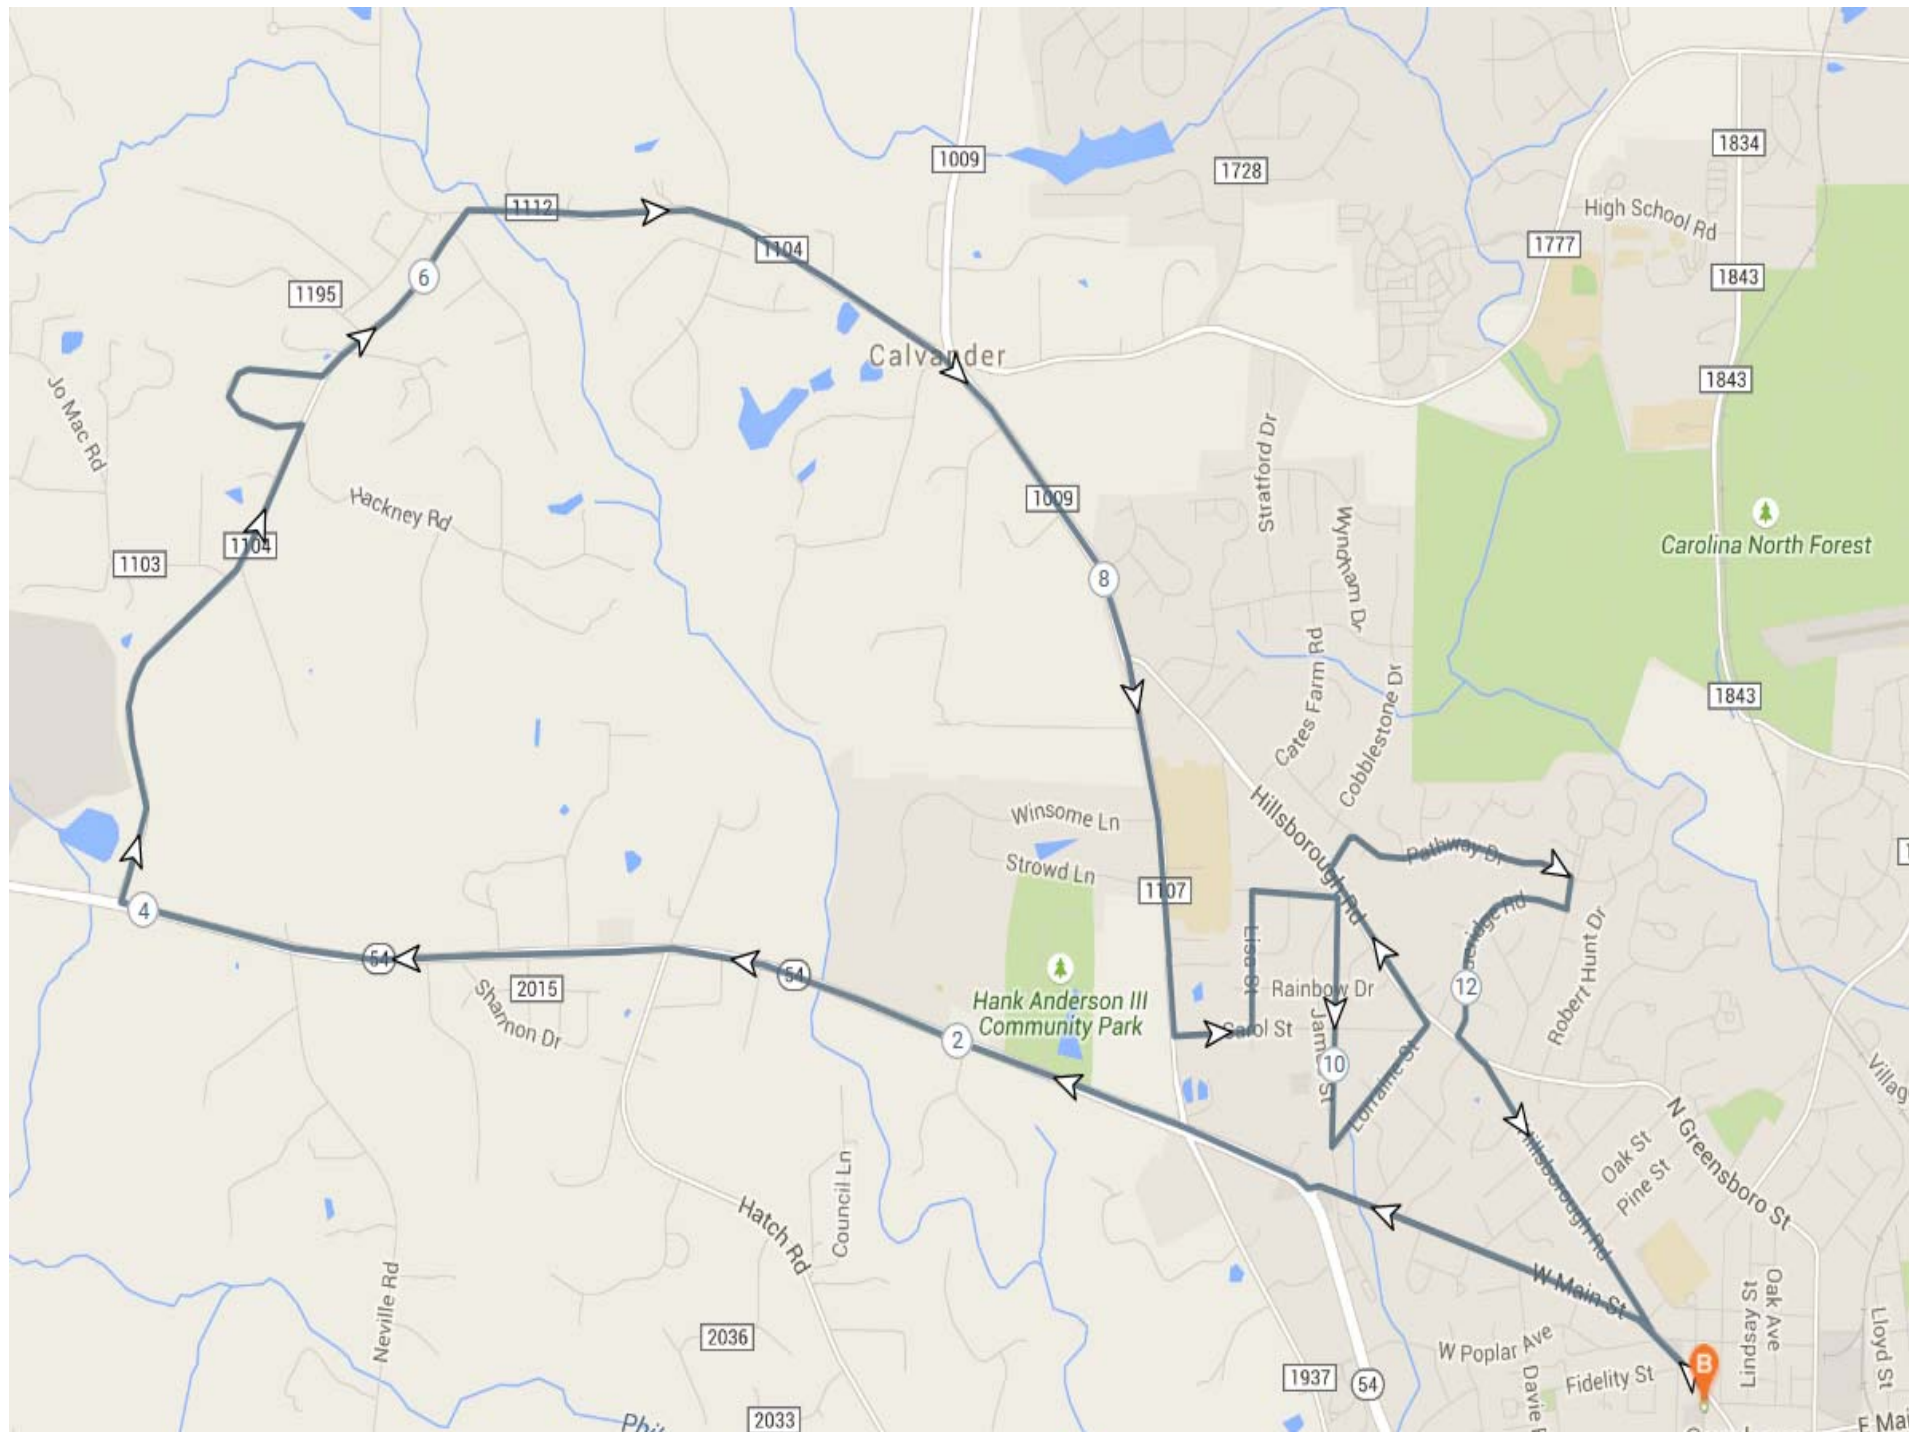 1834
1009
1728
High School Rd
1112
1777
1104
1843
6
1195
Calvander
1843
Jo Mac Rd
Stratford Dr
Hackney Rd
1009
Wyndham Dr
1104
1103
Carolina North Forest
8
Cates Farm Rd
Cobblestone Dr
1843
Hillsborough Rd
Winsome Ln
Strowd Ln
Pathway Dr
1107
4
Robert Hunt Dr
Lisa St
54
54
2015
Shannon Dr
Hank Anderson III
Community Park
Rainbow Dr
12
2
Carol St
James St
10
Lorraine St
N Greensboro St
Oak St
Pine St
Hillsborough Rd
Council Ln
Hatch Rd
Neville Rd
W Main St
2036
W Poplar Ave
Fidelity St
Lindsay St
Oak Ave
Lloyd St
B
1937
54
2033
E Mai